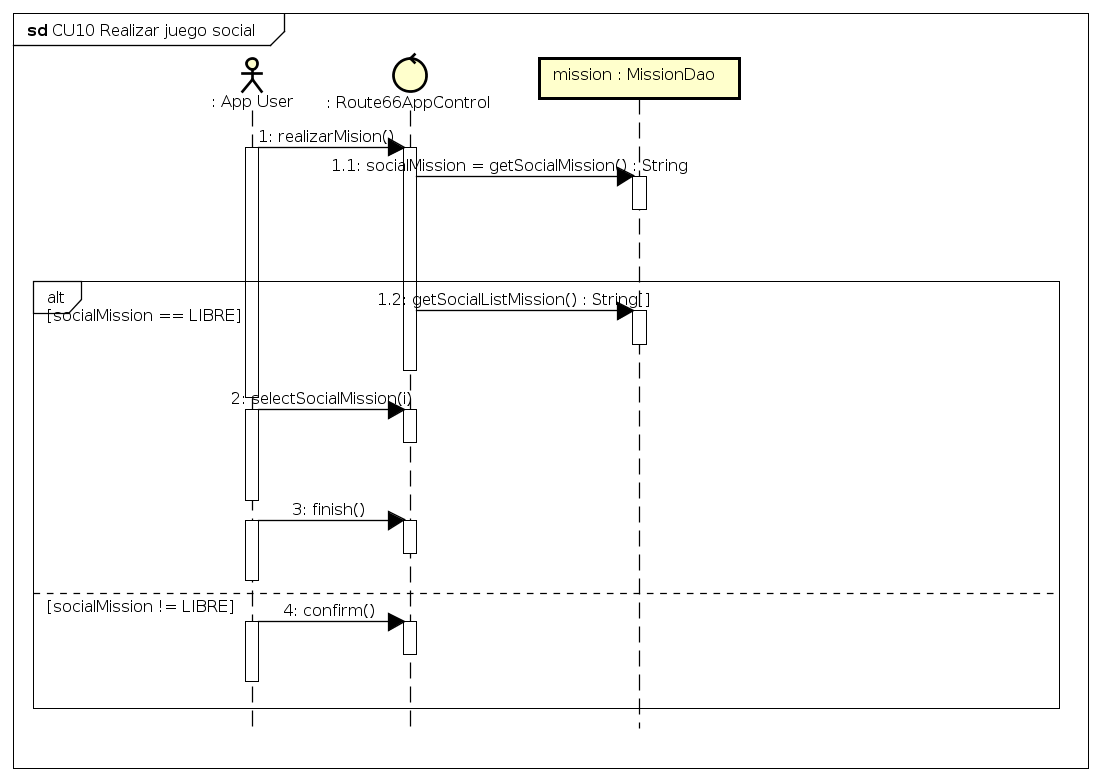 sd CU10 Realizar juego social
: App User
: Route66AppControl
mission : MissionDao
1: realizarMision()
1.1: socialMission = getSocialMission() : String
alt
1.2: getSocialListMission() : String[]
[socialMission == LIBRE]
2: selectSocialMission(i)
3: finish()
[socialMission != LIBRE]
4: confirm()